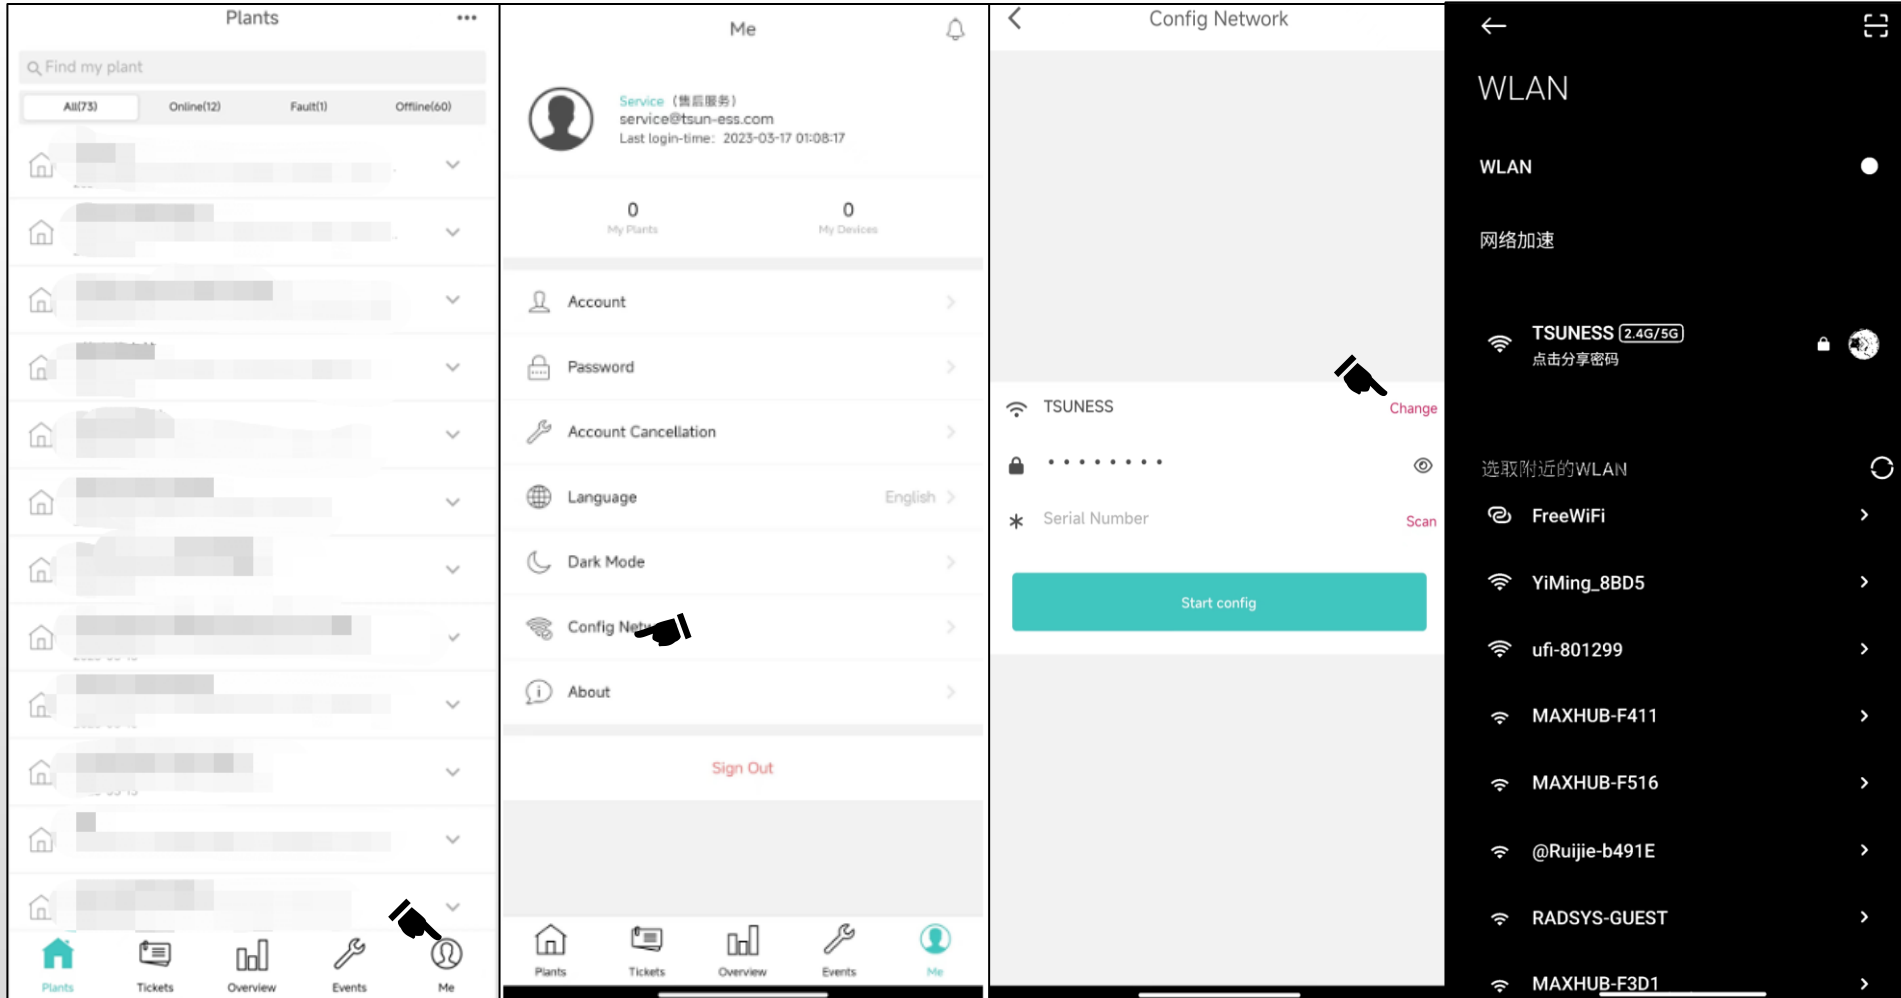 Plants
Find my plant
All(73)
Online(12)
Fault(1)
Offline(60)
Plants
Tickets
Overview
Events
Me
Me
Service（售后服务）
service@tsun-ess.com
Last login-time: 2023-03-17 01:08:17
0
My Plants
0
My Devices
Account
Password
Account Cancellation
Language
English
Dark Mode
Config
About
Sign Out
Plants
Tickets
Overview
Events
Me
Config Network
TSUNESS
Change
Serial Number
Scan
Start config
WLAN
WLAN
网络加速
TSUNESS 2.4G/5G
点击分享密码
选取附近的WLAN
FreeWiFi
YiMing_8BD5
ufi-801299
MAXHUB-F411
MAXHUB-F516
@Ruijie-b491E
RADSYS-GUEST
MAXHUB-F3D1